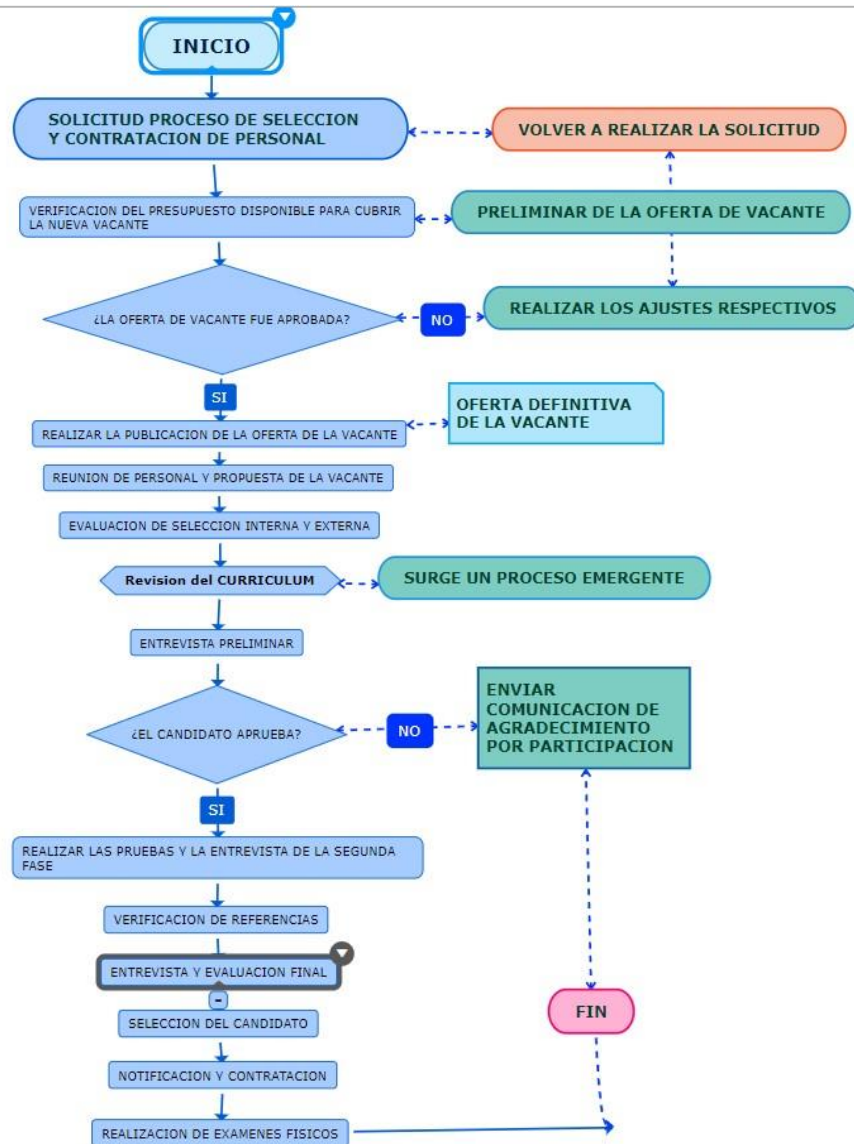 INICIO
SOLICITUD PROCESO DE SELECCION
Y CONTRATACION DE PERSONAL
VOLVER A REALIZAR LA SOLICITUD
VERIFICACION DEL PRESUPUESTO DISPONIBLE PARA CUBRIR
LA NUEVA VACANTE
PRELIMINAR DE LA OFERTA DE VACANTE
¿LA OFERTA DE VACANTE FUE APROBADA?
NO
REALIZAR LOS AJUSTES RESPECTIVOS
SI
OFERTA DEFINITIVA
DE LA VACANTE
REALIZAR LA PUBLICACION DE LA OFERTA DE LA VACANTE
REUNION DE PERSONAL Y PROPUESTA DE LA VACANTE
EVALUACION DE SELECCION INTERNA Y EXTERNA
Revision del CURRICULUM
SURGE UN PROCESO EMERGENTE
ENTREVISTA PRELIMINAR
¿EL CANDIDATO APRUEBA?
NO
ENVIAR
COMUNICACION DE
AGRADECIMIENTO
POR PARTICIPACION
SI
REALIZAR LAS PRUEBAS Y LA ENTREVISTA DE LA SEGUNDA
FASE
VERIFICACION DE REFERENCIAS
ENTREVISTA Y EVALUACION FINAL
SELECCION DEL CANDIDATO
FIN
NOTIFICACION Y CONTRATACION
REALIZACION DE EXAMENES FISICOS